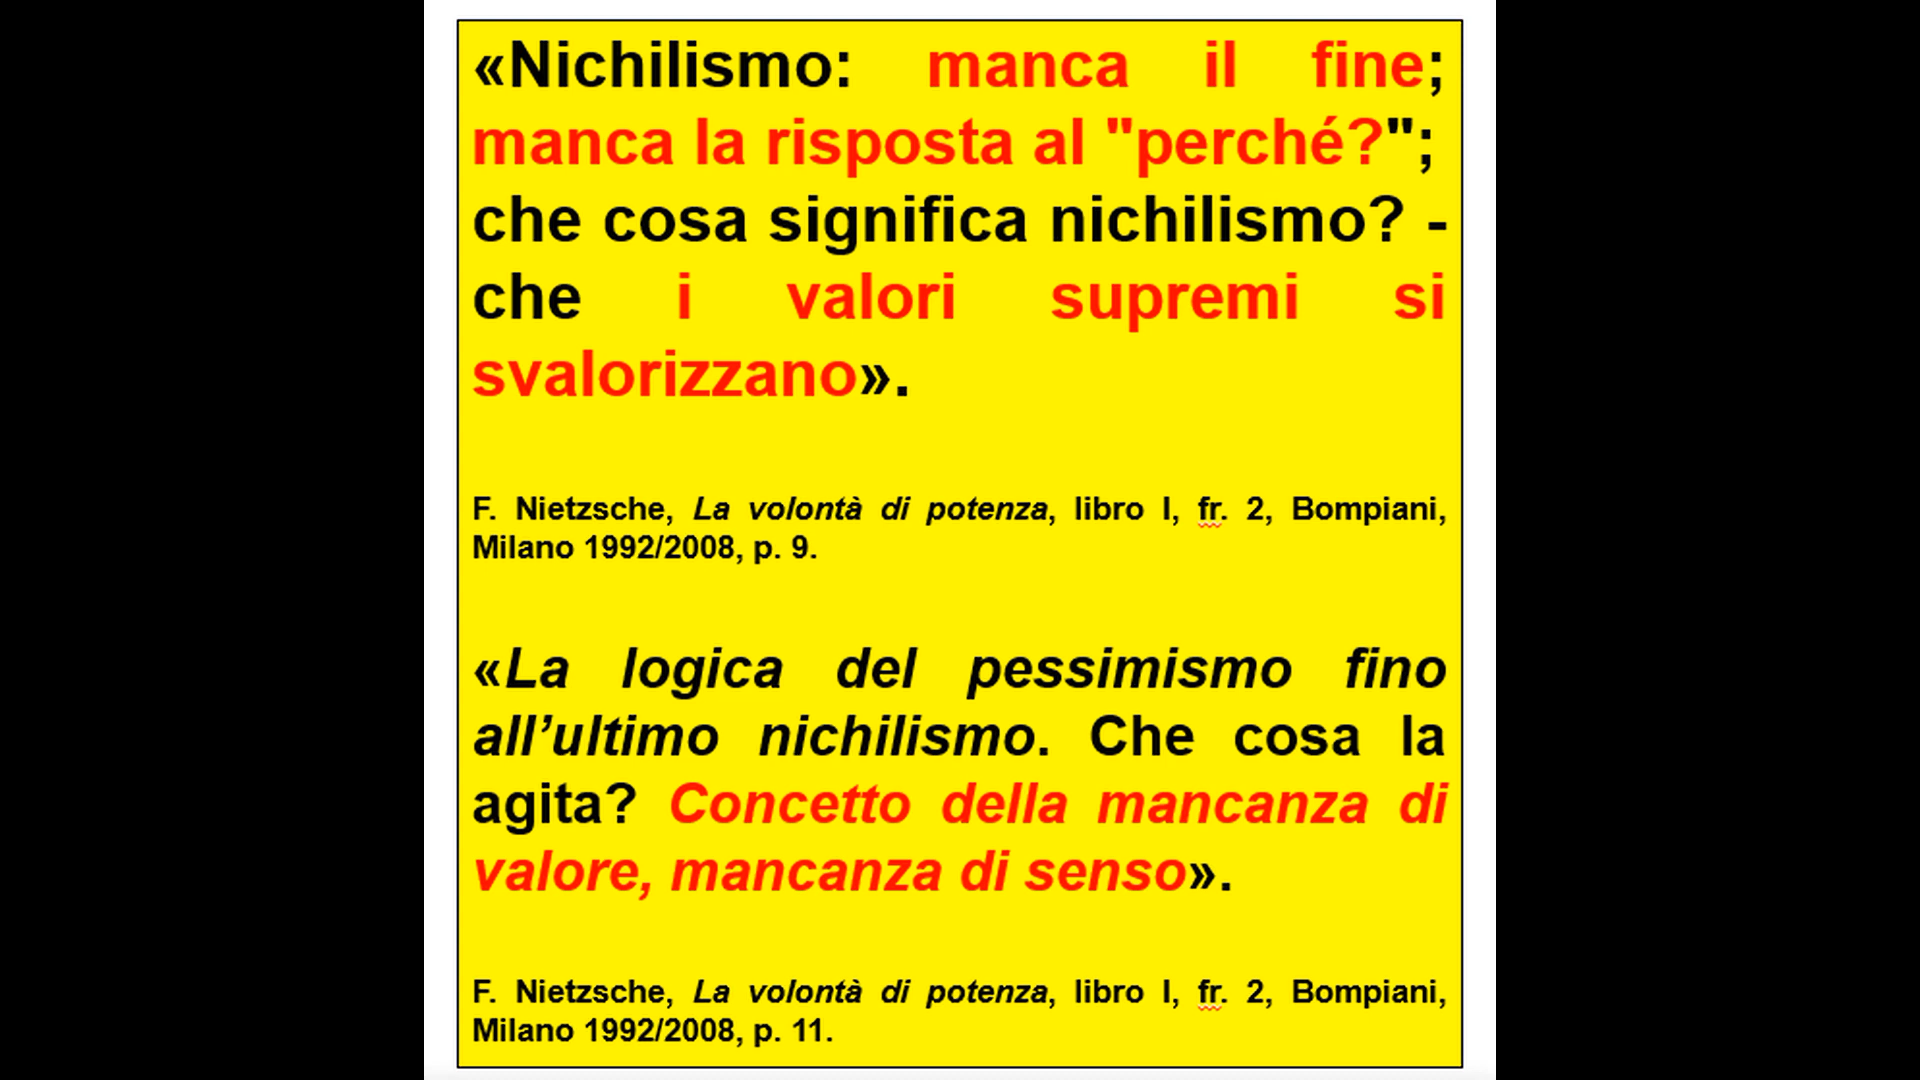 «Nichilismo: manca il fine;
manca la risposta al "perché?";
che cosa significa nichilismo? -
che i valori supremi si
svalorizzano».
F. Nietzsche, La volontà di potenza, libro I, fr. 2, Bompiani,
Milano 1992/2008, p. 9.
«La logica del pessimismo fino
all’ultimo nichilismo. Che cosa la
agita? Concetto della mancanza di
valore, mancanza di senso».
F. Nietzsche, La volontà di potenza, libro I, fr. 2, Bompiani,
Milano 1992/2008, p. 11.